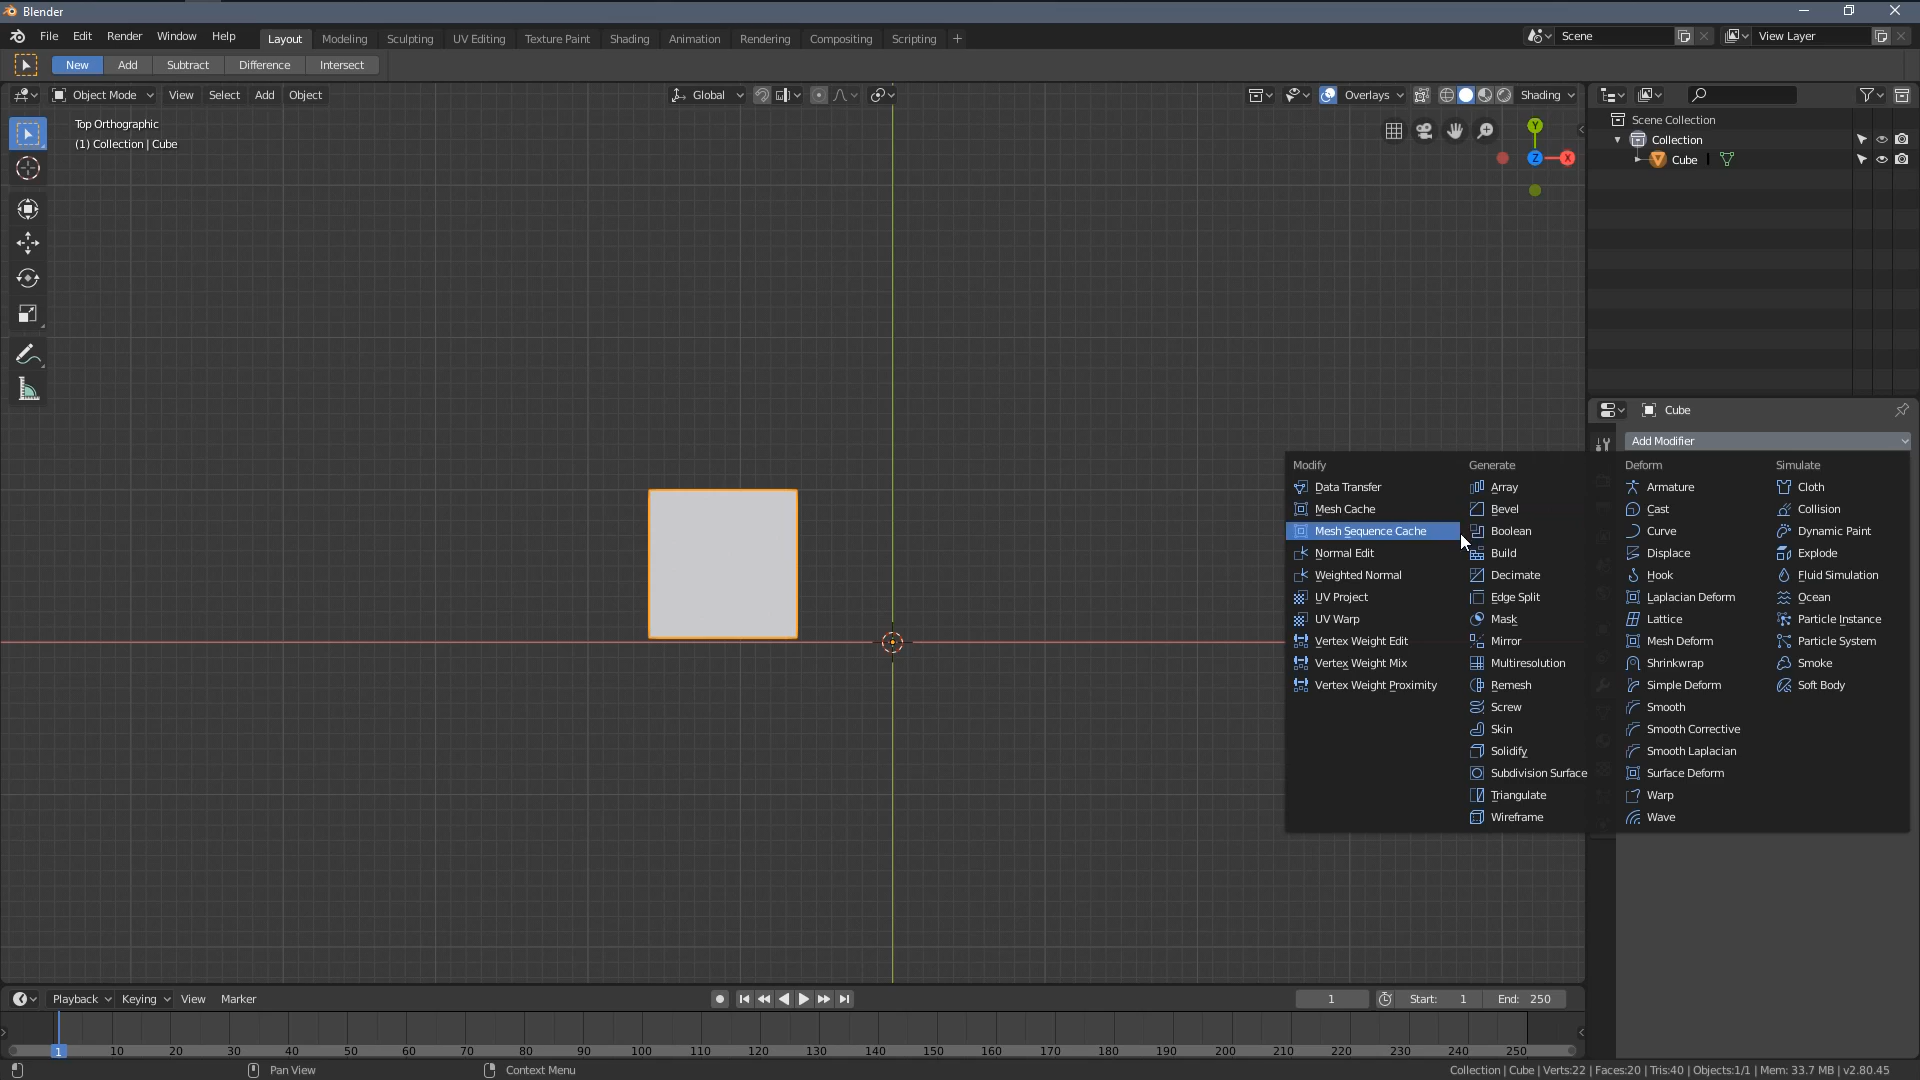 Blender
File Edit Render Window Help Layout Modeling Sculpting UV Editing Texture Paint Shading Animation Rendering Compositing Scripting + Scene View Layer
New Add Subtract Difference Intersect
Object Mode View Select Add Object Global Overlays Shading
Top Orthographic
(1) Collection | Cube
Y
Z X
Scene Collection
Collection
Cube
Cube
Add Modifier
Modify Generate Deform Simulate
Data Transfer Array Armature Cloth
Mesh Cache Bevel Cast Collision
Mesh Sequence Cache Boolean Curve Dynamic Paint
Normal Edit Build Displace Explode
Weighted Normal Decimate Hook Fluid Simulation
UV Project Edge Split Laplacian Deform Ocean
UV Warp Mask Lattice Particle Instance
Vertex Weight Edit Mirror Mesh Deform Particle System
Vertex Weight Mix Multiresolution Shrinkwrap Smoke
Vertex Weight Proximity Remesh Simple Deform Soft Body
Screw Smooth
Skin Smooth Corrective
Solidify Smooth Laplacian
Subdivision Surface Surface Deform
Triangulate Warp
Wireframe Wave
Playback Keying View Marker 1 Start: 1 End: 250
1 10 20 30 40 50 60 70 80 90 100 110 120 130 140 150 160 170 180 190 200 210 220 230 240 250
Pan View Context Menu Collection | Cube | Verts:22 | Faces:20 | Tris:40 | Objects:1/1 | Mem: 33.7 MB | v2.80.45